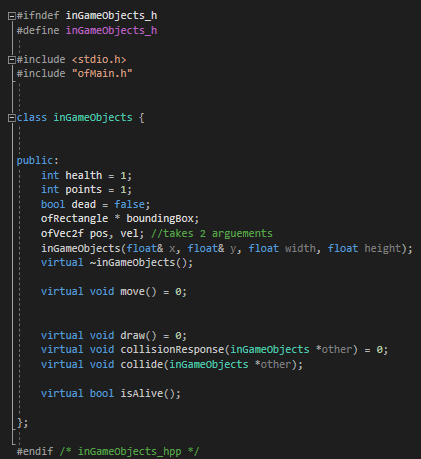 #ifndef inGameObjects_h
#define inGameObjects_h
#include <stdio.h>
#include "ofMain.h"
class inGameObjects {
public:
int health = 1;
int points = 1;
bool dead = false;
ofRectangle * boundingBox;
ofVec2f pos, vel; //takes 2 arguements
inGameObjects(float& x, float& y, float width, float height);
virtual ~inGameObjects();
virtual void move() = 0;
virtual void draw() = 0;
virtual void collisionResponse(inGameObjects *other) = 0;
virtual void collide(inGameObjects *other);
virtual bool isAlive();
};
#endif /* inGameObjects_hpp */